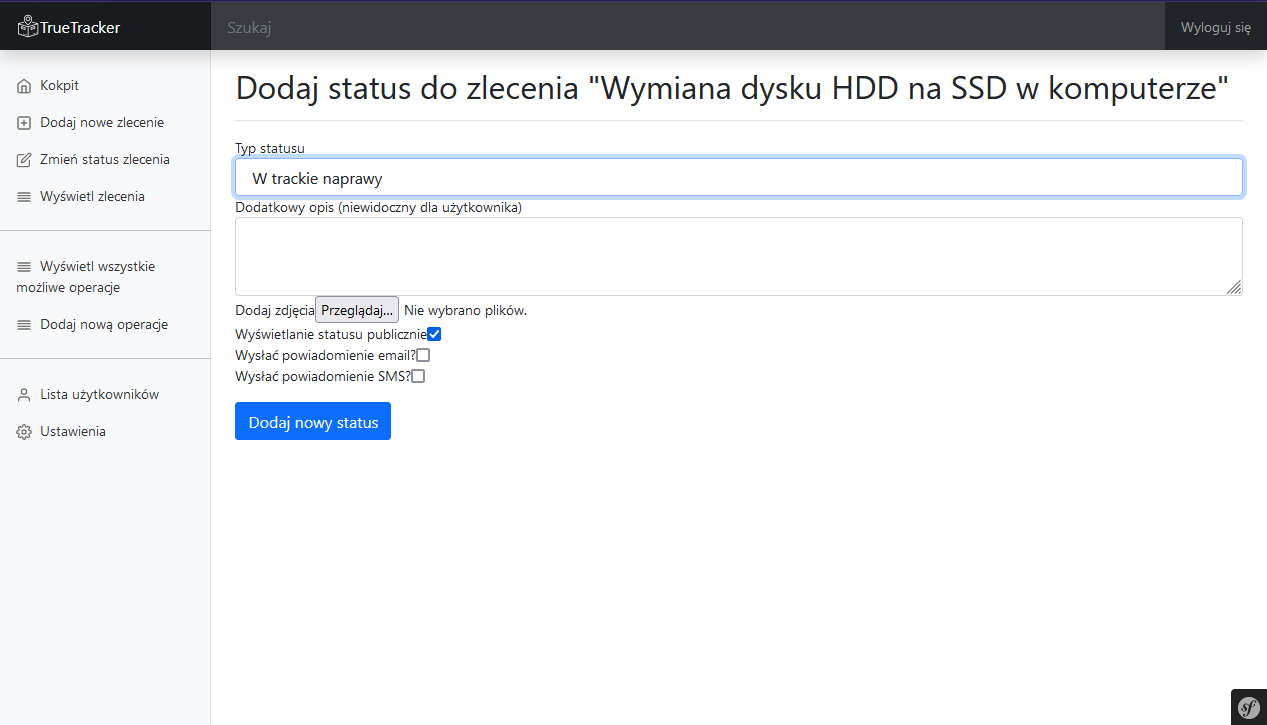 TrueTracker
Szukaj
Wyloguj się
Kokpit
Dodaj nowe zlecenie
Zmień status zlecenia
Wyświetl zlecenia
Wyświetl wszystkie
możliwe operacje
Dodaj nową operacje
Lista użytkowników
Ustawienia
Dodaj status do zlecenia "Wymiana dysku HDD na SSD w komputerze"
Typ statusu
W trackie naprawy
Dodatkowy opis (niewidoczny dla użytkownika)
Dodaj zdjęcia Przeglądaj... Nie wybrano plików.
Wyświetlanie statusu publicznie
Wysłać powiadomienie email?
Wysłać powiadomienie SMS?
Dodaj nowy status
sf